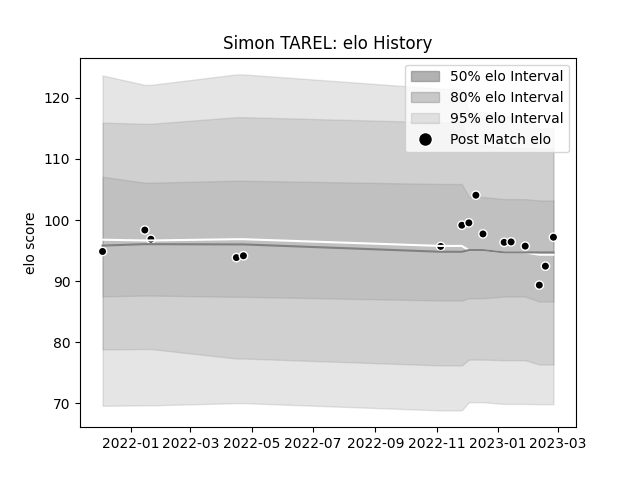 Simon TAREL: elo History
50% elo Interval
80% elo Interval
95% elo Interval
Post Match elo
elo score
120
110
100
90
80
70
2022-01 2022-03 2022-05 2022-07 2022-09 2022-11 2023-01 2023-03